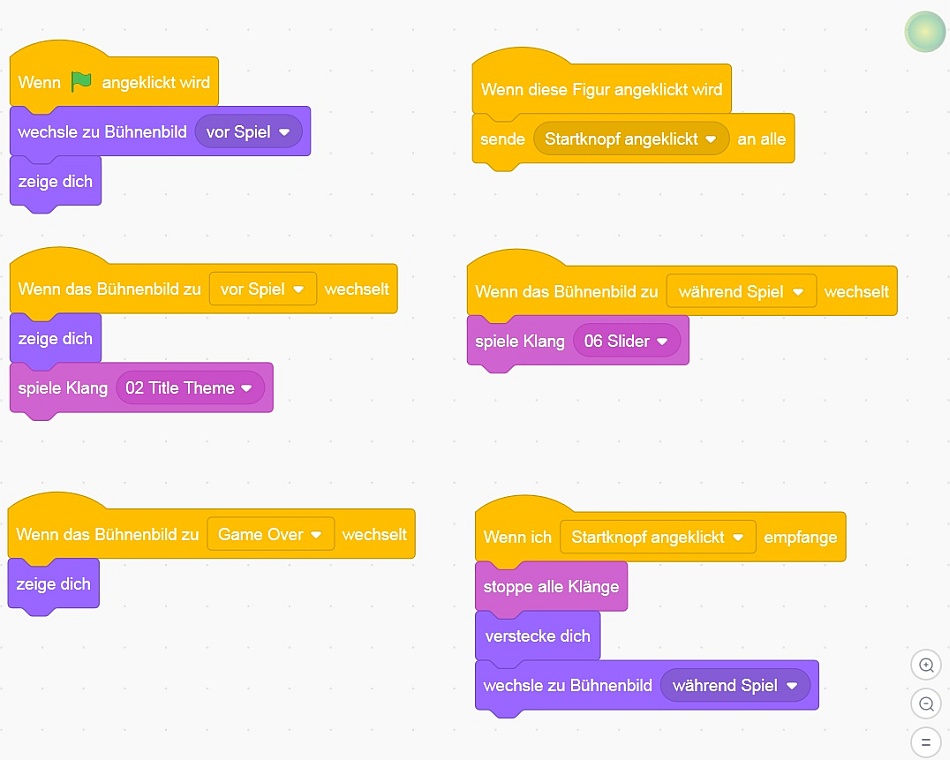 Wenn angeklickt wird
wechsle zu Bühnenbild vor Spiel
zeige dich
Wenn diese Figur angeklickt wird
sende Startknopf angeklickt an alle
Wenn das Bühnenbild zu vor Spiel wechselt
zeige dich
spiele Klang 02 Title Theme
Wenn das Bühnenbild zu während Spiel wechselt
spiele Klang 06 Slider
Wenn das Bühnenbild zu Game Over wechselt
zeige dich
Wenn ich Startknopf angeklickt empfange
stoppe alle Klänge
verstecke dich
wechsle zu Bühnenbild während Spiel